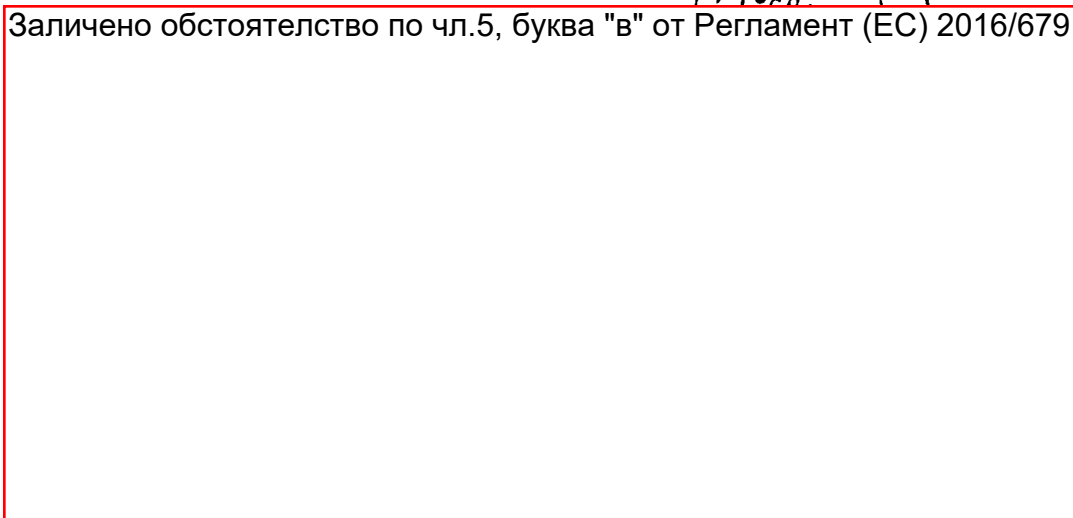 Заличено обстоятелство по чл.5, буква "в" от Регламент (ЕС) 2016/679